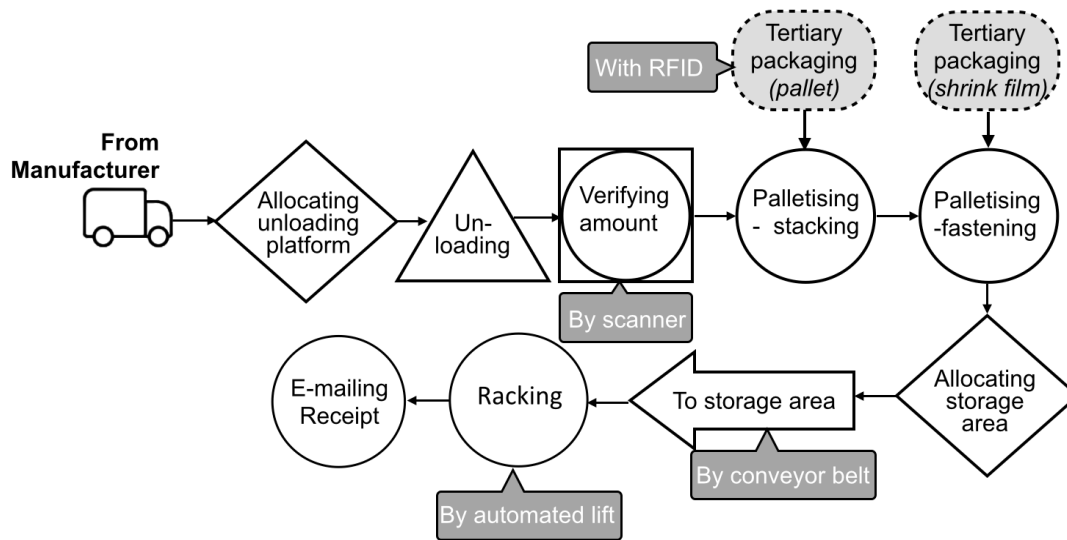 From
Manufacturer
Allocating
unloading
platform
Un-
loading
Verifying
amount
By scanner
With RFID
Tertiary
packaging
(pallet)
Palletising
- stacking
Tertiary
packaging
(shrink film)
Palletising
-fastening
Allocating
storage
area
To storage area
By conveyor belt
Racking
By automated lift
E-mailing
Receipt